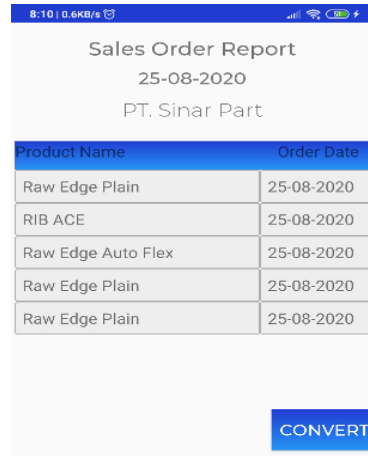 8:10 | 0.6KB/s
Sales Order Report
25-08-2020
PT. Sinar Part
Product Name Order Date
Raw Edge Plain 25-08-2020
RIB ACE 25-08-2020
Raw Edge Auto Flex 25-08-2020
Raw Edge Plain 25-08-2020
Raw Edge Plain 25-08-2020
CONVERT